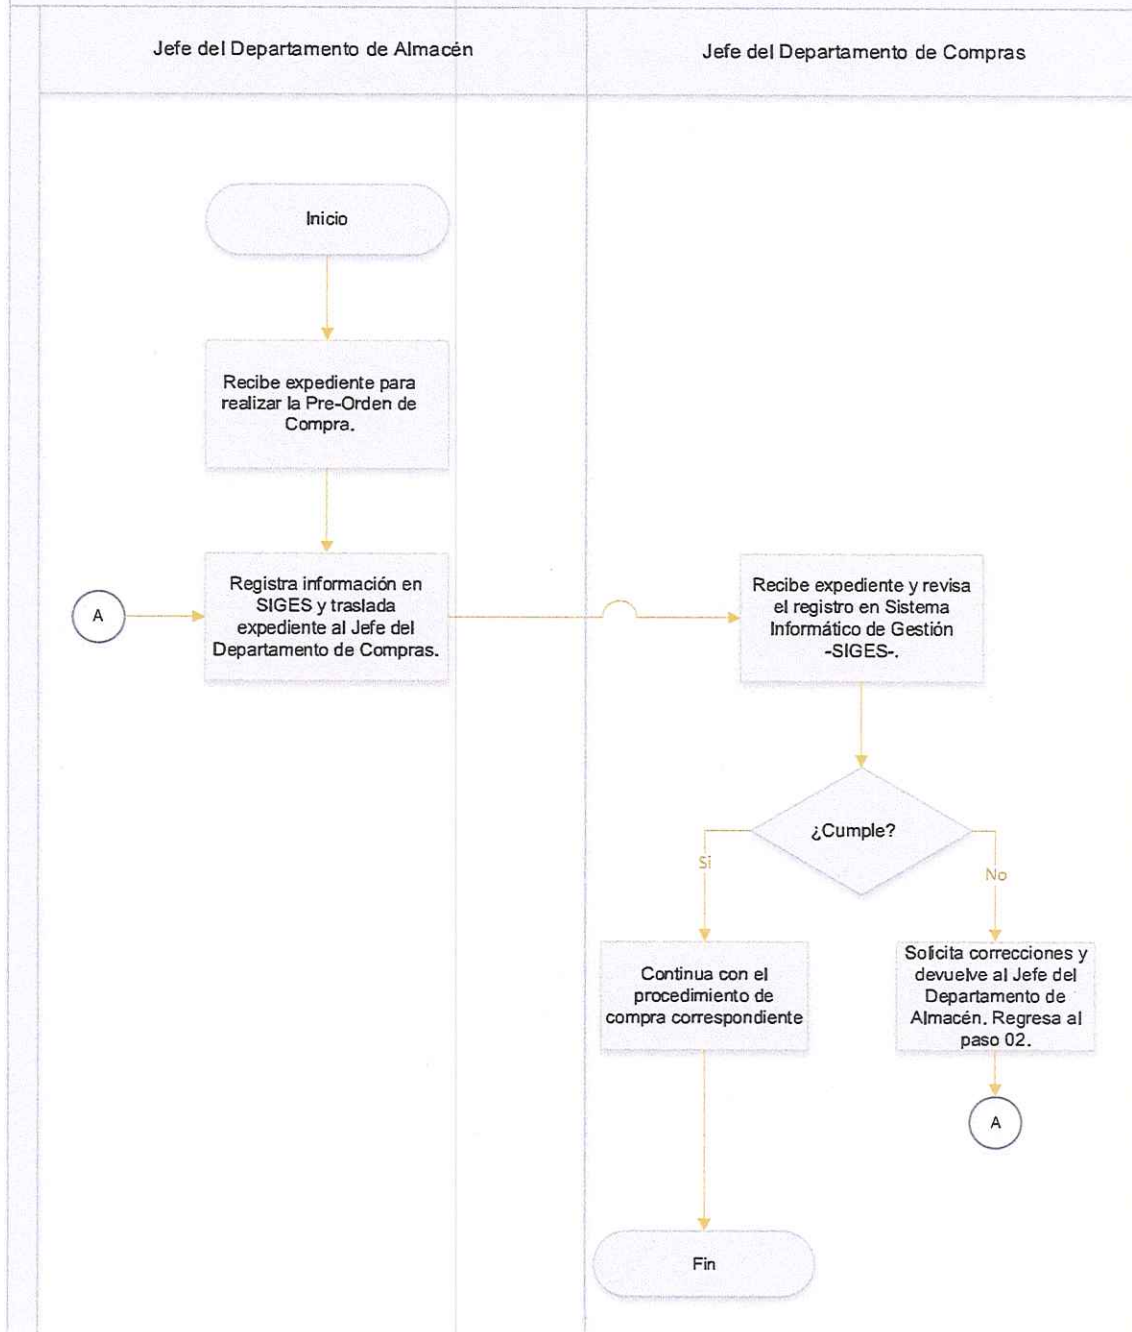 Jefe del Departamento de Almacén
Jefe del Departamento de Compras
Inicio
Recibe expediente para
realizar la Pre-Orden de
Compra.
A
Registra información en
SIGES y traslada
expediente al Jefe del
Departamento de Compras.
Recibe expediente y revisa
el registro en Sistema
Informático de Gestión
-SIGES-.
¿Cumple?
Si
No
Continua con el
procedimiento de
compra correspondiente
Solicita correcciones y
devuelve al Jefe del
Departamento de
Almacén. Regresa al
paso 02.
A
Fin